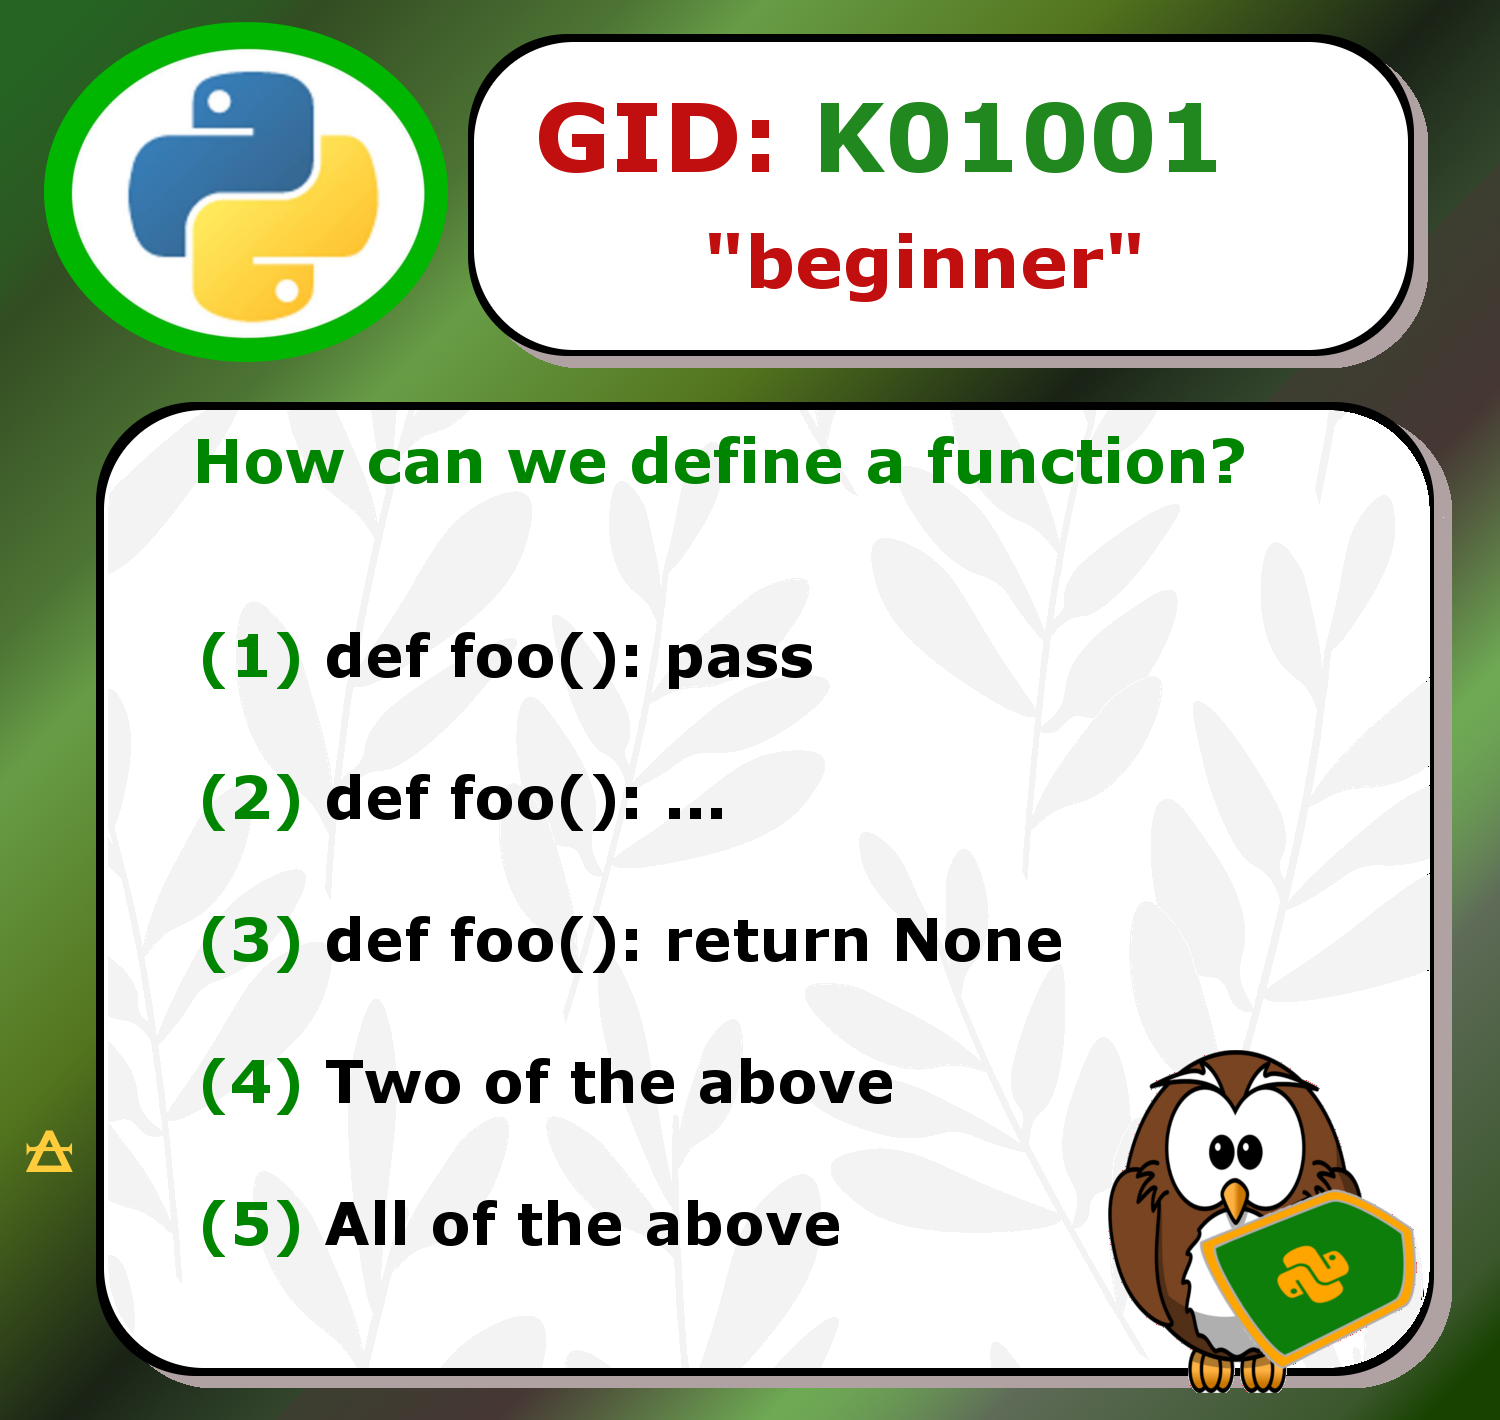 GID: K01001
"beginner"
How can we define a function?
(1) def foo(): pass
(2) def foo(): ...
(3) def foo(): return None
(4) Two of the above
(5) All of the above